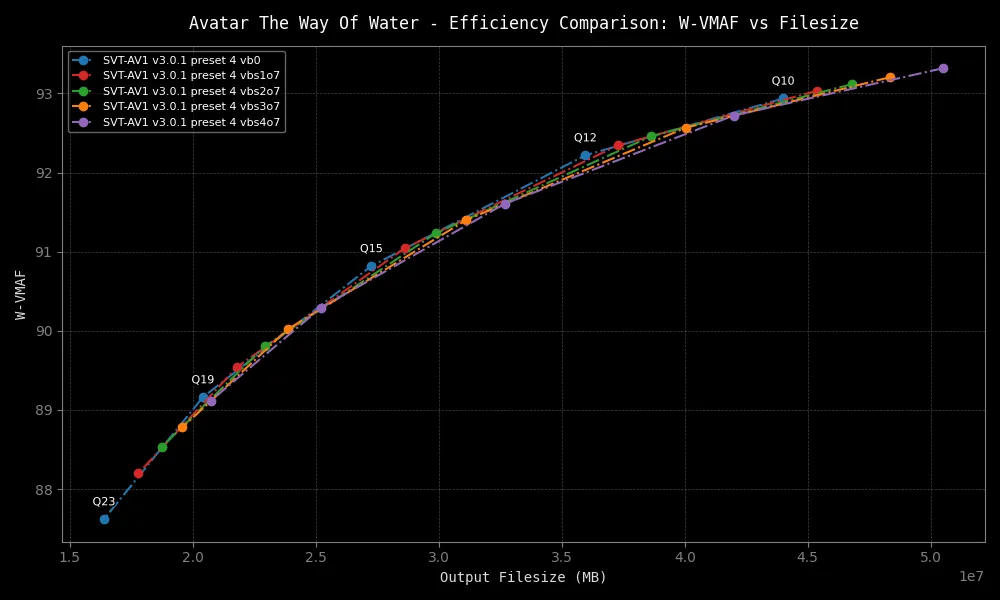 Avatar The Way Of Water - Efficiency Comparison: W-VMAF vs Filesize
SVT-AV1 v3.0.1 preset 4 vb0
SVT-AV1 v3.0.1 preset 4 vbs1o7
SVT-AV1 v3.0.1 preset 4 vbs2o7
SVT-AV1 v3.0.1 preset 4 vbs3o7
SVT-AV1 v3.0.1 preset 4 vbs4o7
Q10
Q12
Q15
Q19
Q23
W-VMAF
93
92
91
90
89
88
1.5 2.0 2.5 3.0 3.5 4.0 4.5 5.0
1e7
Output Filesize (MB)